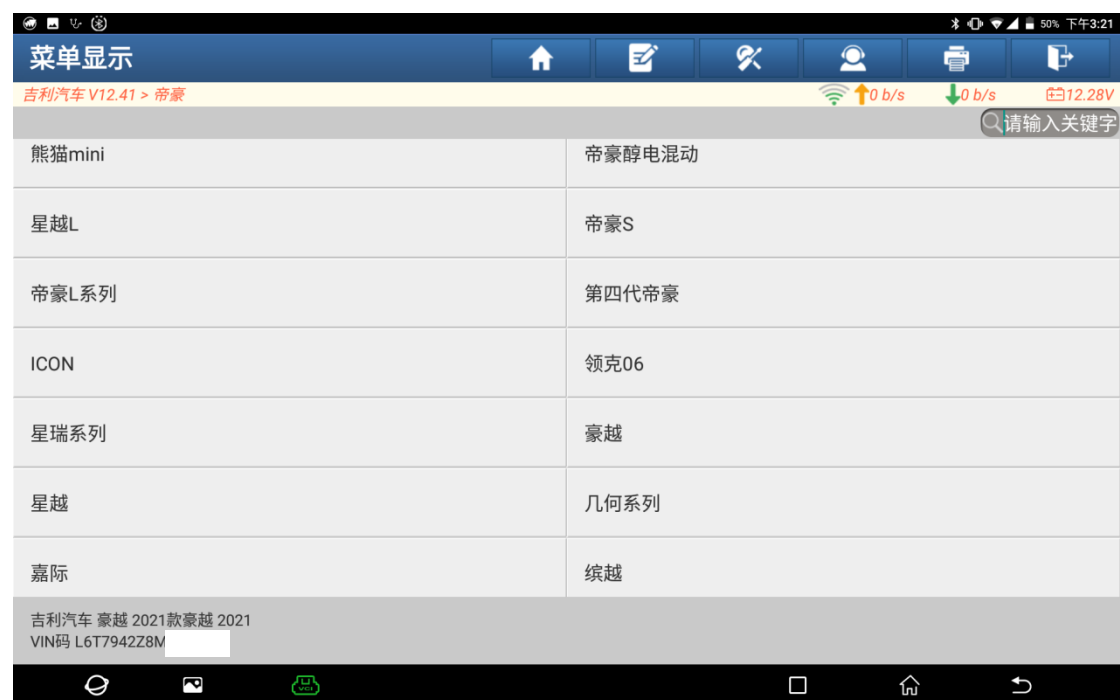 50% 下午3:21
菜单显示
吉利汽车 V12.41 > 帝豪
0 b/s 0 b/s 12.28V
请输入关键字
熊猫mini 帝豪醇电混动
星越L 帝豪S
帝豪L系列 第四代帝豪
ICON 领克06
星瑞系列 豪越
星越 几何系列
嘉际 缤越
吉利汽车 豪越 2021款豪越 2021
VIN码 L6T7942Z8M
VCI